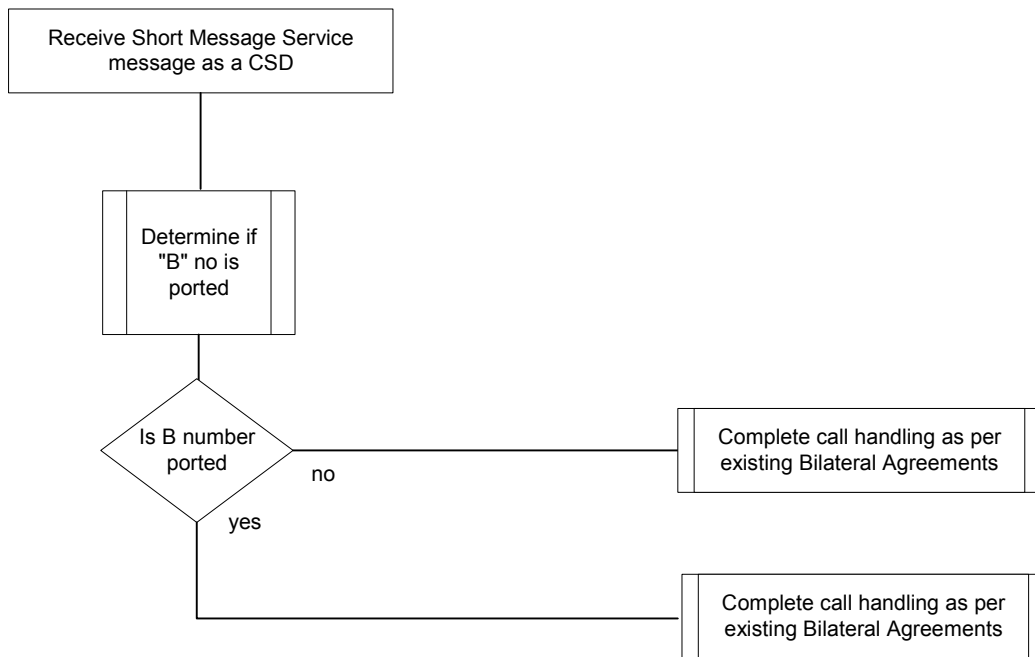 Receive Short Message Service
message as a CSD
Determine if
"B" no is
ported
Is B number
ported
no
Complete call handling as per
existing Bilateral Agreements
yes
Complete call handling as per
existing Bilateral Agreements